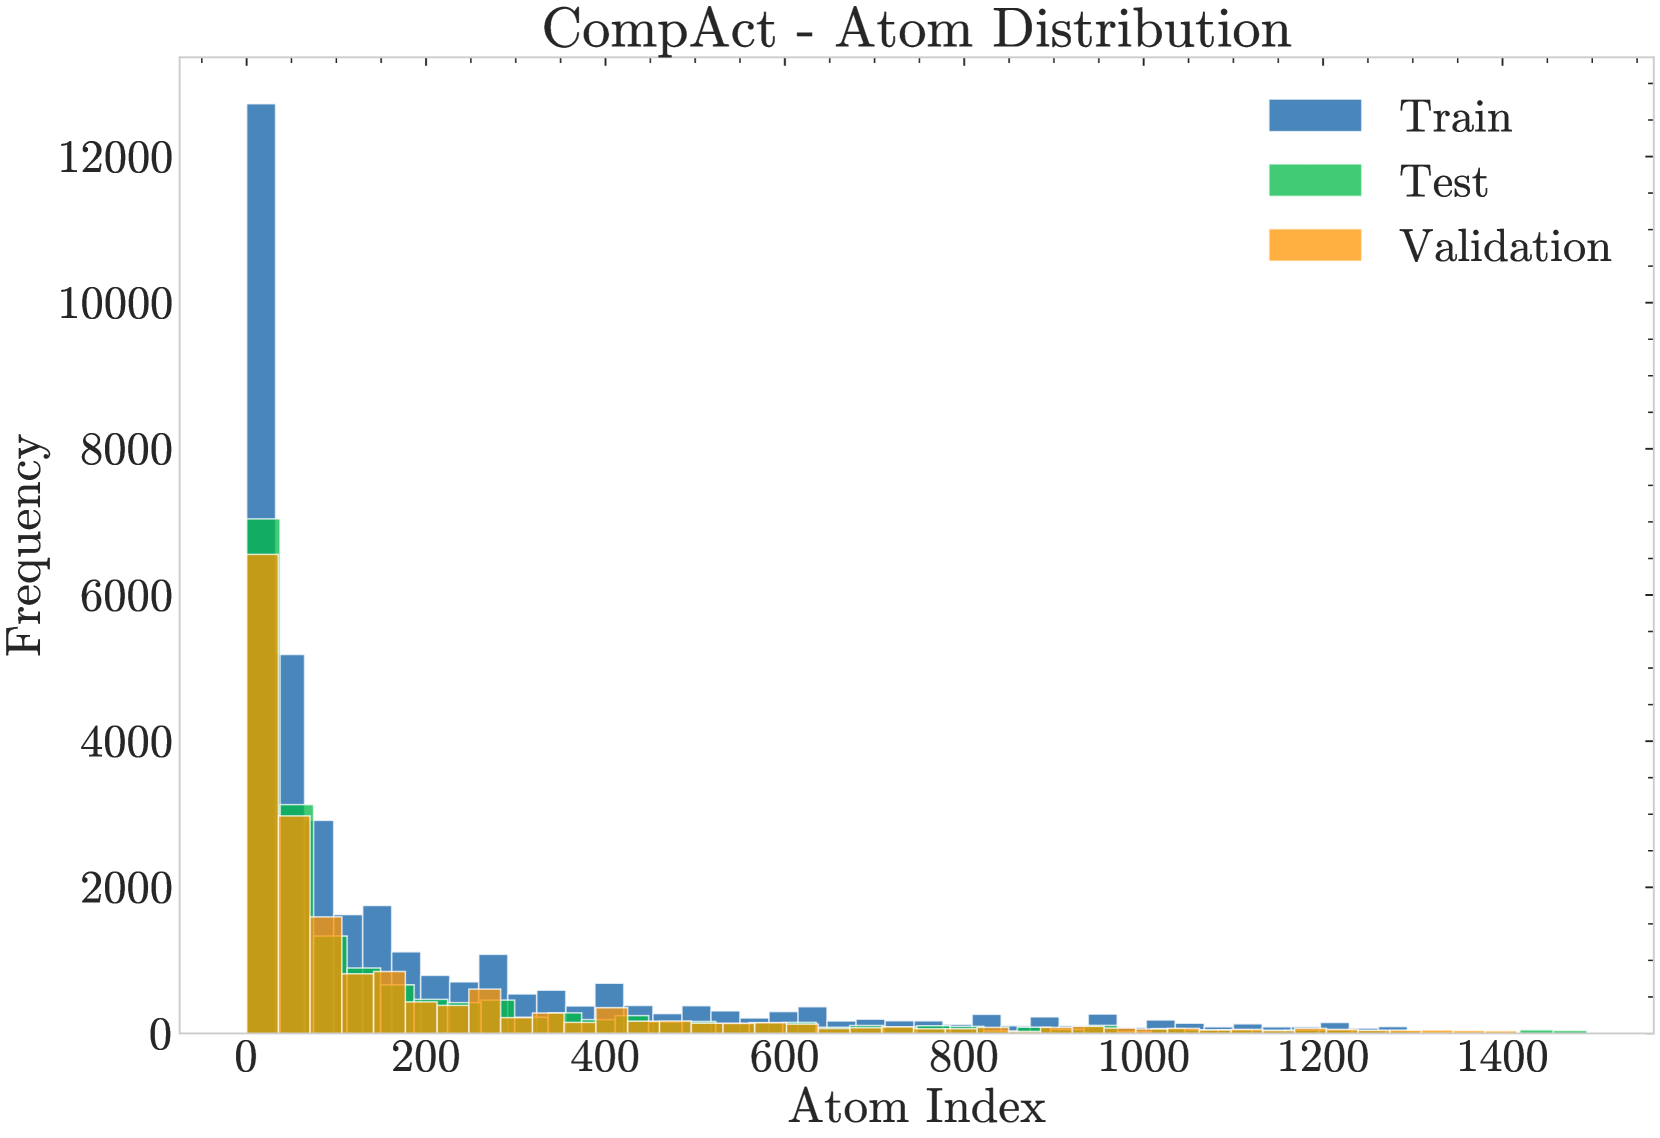 CompAct - Atom Distribution
Train
Test
Validation
Frequency
12000
10000
8000
6000
4000
2000
0
0 200 400 600 800 1000 1200 1400
Atom Index